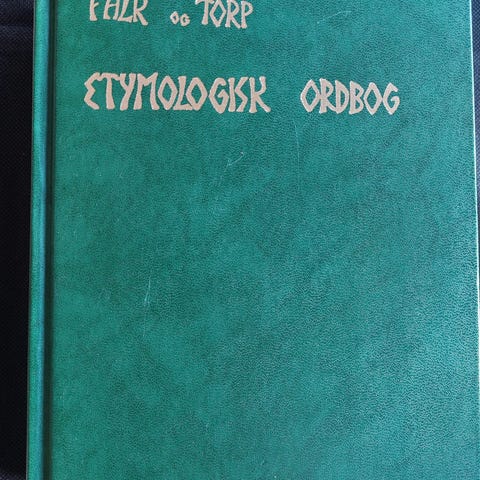 FALK OG TORP
ETYMOLOGISK ORDBOG